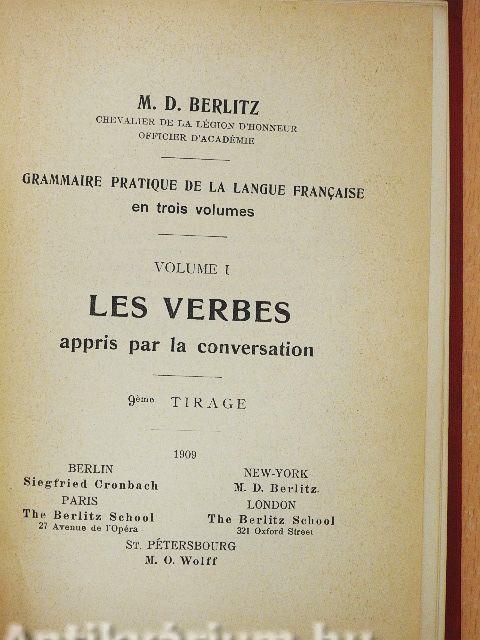 M. D. BERLITZ
CHEVALIER DE LA LÉGION D'HONNEUR
OFFICIER D'ACADÉMIE
GRAMMAIRE PRATIQUE DE LA LANGUE FRANÇAISE
en trois volumes
VOLUME I
LES VERBES
appris par la conversation
9ème TIRAGE
1909
BERLIN
Siegfried Cronbach
PARIS
The Berlitz School
27 Avenue de l'Opéra
NEW-YORK
M. D. Berlitz.
LONDON
The Berlitz School
321 Oxford Street
ST. PÉTERSBOURG
M. O. Wolff
Antikvárium.hu